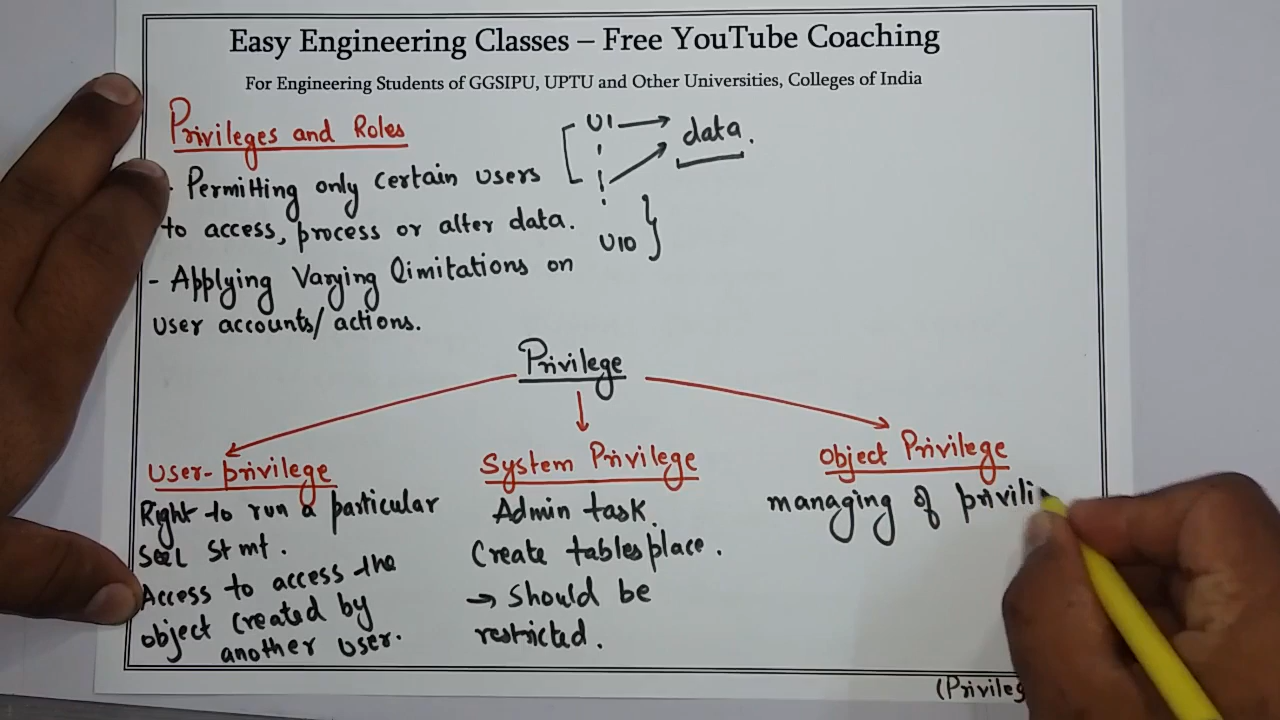 Easy Engineering Classes – Free YouTube Coaching
For Engineering Students of GGSIPU, UPTU and Other Universities, Colleges of India
Privileges and Roles
- Permitting only certain users
to access, process or alter data.
- Applying Varying limitations on
user accounts/actions.
U1 → data.
U10
Privilege
User-privilege
Right to run a particular
SQL Stmt.
Access to access the
object created by
another user.
System Privilege
Admin task.
Create tablesplace.
→ Should be
restricted.
Object Privilege
managing of privili
(Privileg